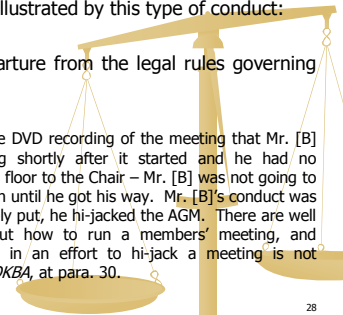 llustrated by this type of conduct:
arture from the legal rules governing
e DVD recording of the meeting that Mr. [B]
g shortly after it started and he had no
floor to the Chair – Mr. [B] was not going to
n until he got his way. Mr. [B]'s conduct was
ly put, he hi-jacked the AGM. There are well
ut how to run a members' meeting, and
in an effort to hi-jack a meeting is not
OKBA, at para. 30.
28